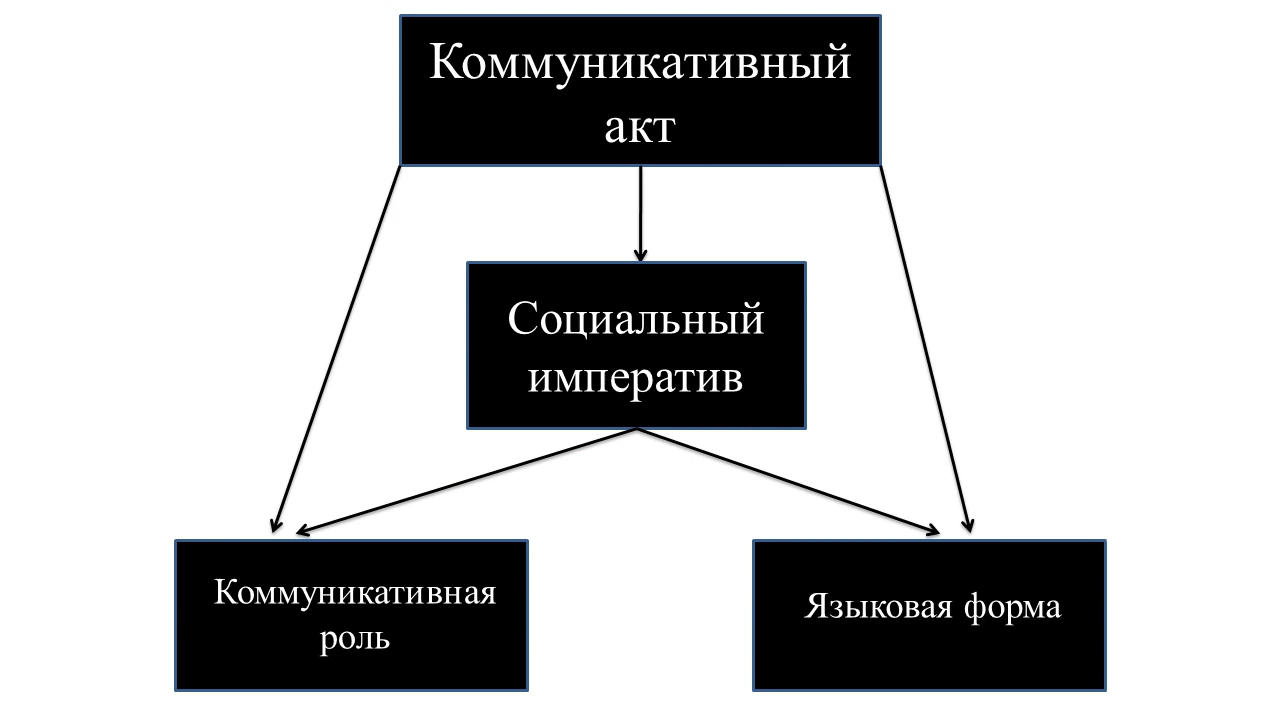 Коммуникативный
акт
Социальный
императив
Коммуникативная
роль
Языковая форма